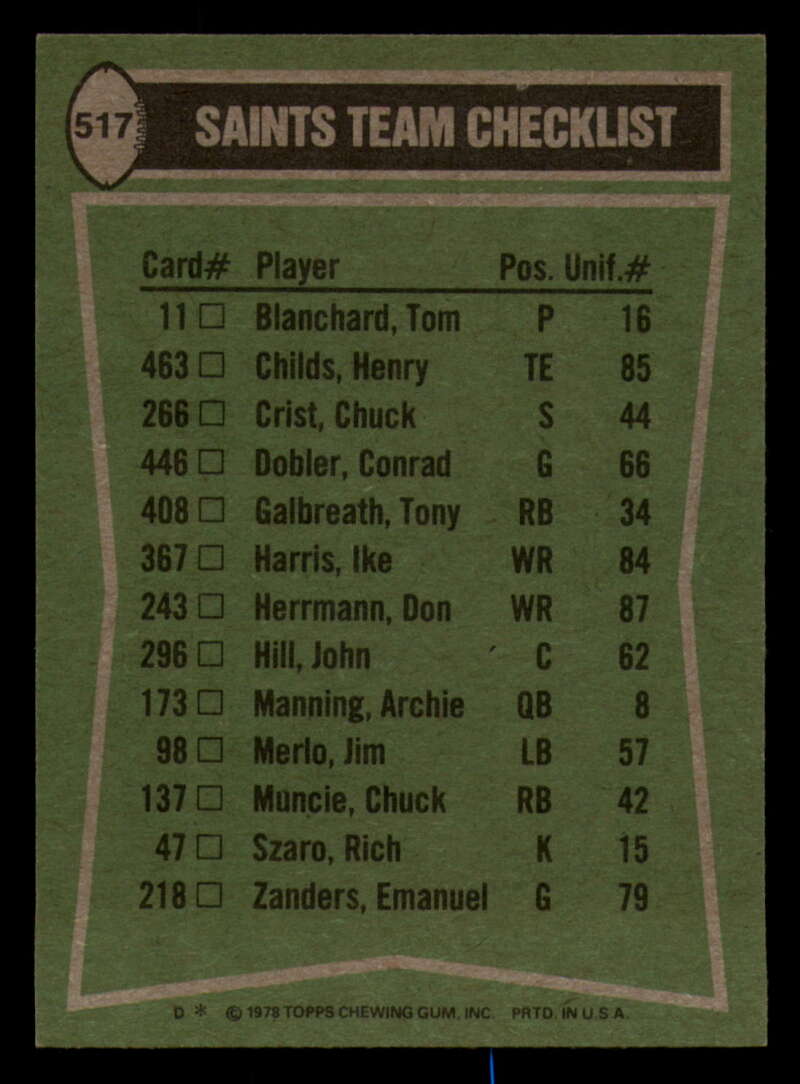 517 SAINTS TEAM CHECKLIST
Card# Player Pos. Unif.#
11 □ Blanchard, Tom P 16
463 □ Childs, Henry TE 85
266 □ Crist, Chuck S 44
446 □ Dobler, Conrad G 66
408 □ Galbreath, Tony RB 34
367 □ Harris, Ike WR 84
243 □ Herrmann, Don WR 87
296 □ Hill, John C 62
173 □ Manning, Archie QB 8
98 □ Merlo, Jim LB 57
137 □ Muncie, Chuck RB 42
47 □ Szaro, Rich K 15
218 □ Zanders, Emanuel G 79
D * © 1978 TOPPS CHEWING GUM, INC. PRTD. IN U.S.A.